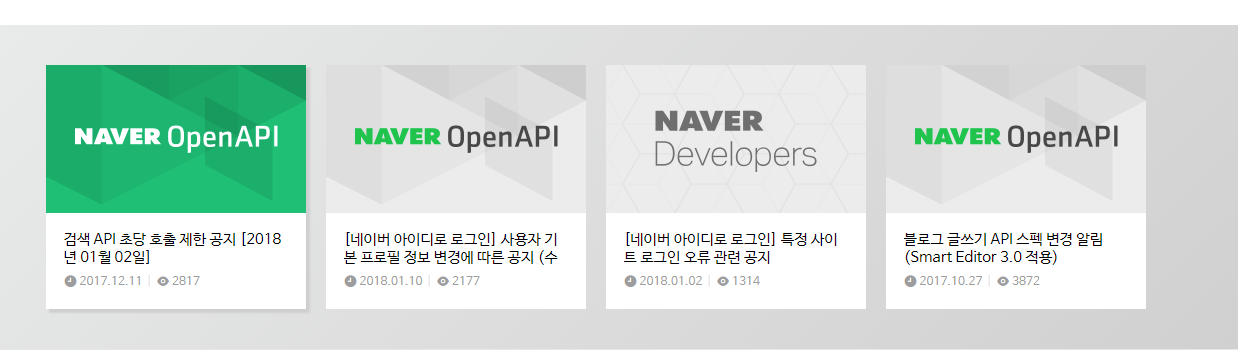 NAVER OpenAPI
검색 API 초당 호출 제한 공지 [2018
년 01월 02일]
2017.12.11 | 2817
NAVER OpenAPI
[네이버 아이디로 로그인] 사용자 기
본 프로필 정보 변경에 따른 공지 (수
2018.01.10 | 2177
NAVER
Developers
[네이버 아이디로 로그인] 특정 사이
트 로그인 오류 관련 공지
2018.01.02 | 1314
NAVER OpenAPI
블로그 글쓰기 API 스펙 변경 알림
(Smart Editor 3.0 적용)
2017.10.27 | 3872